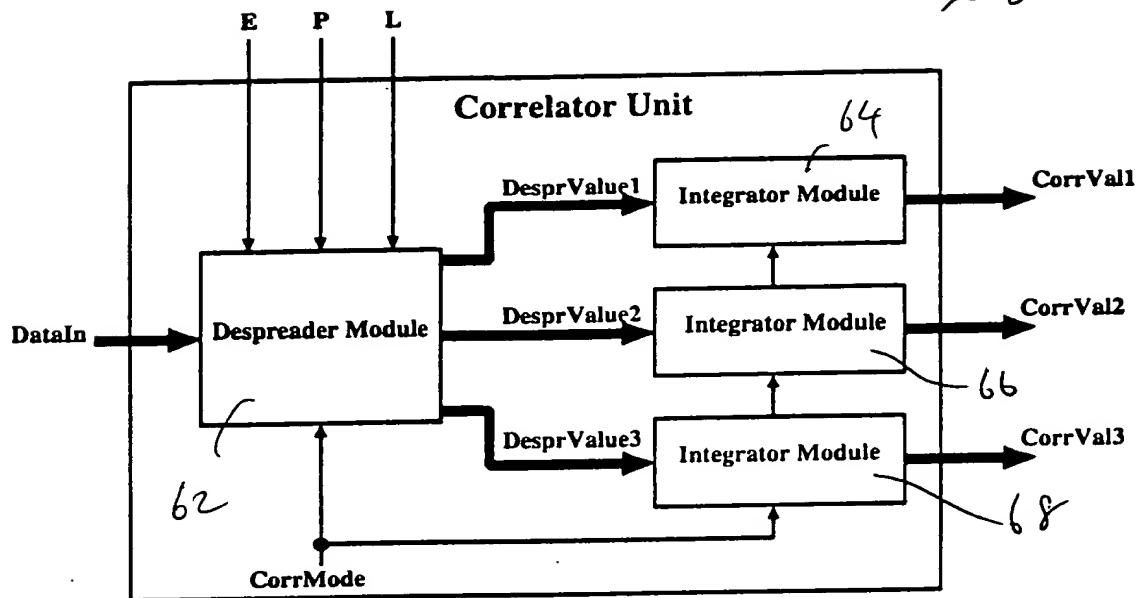 E P L
Correlator Unit
64
DesprValue1
Integrator Module
CorrVal1
DataIn
Despreader Module
DesprValue2
Integrator Module
CorrVal2
66
DesprValue3
Integrator Module
CorrVal3
62
68
CorrMode